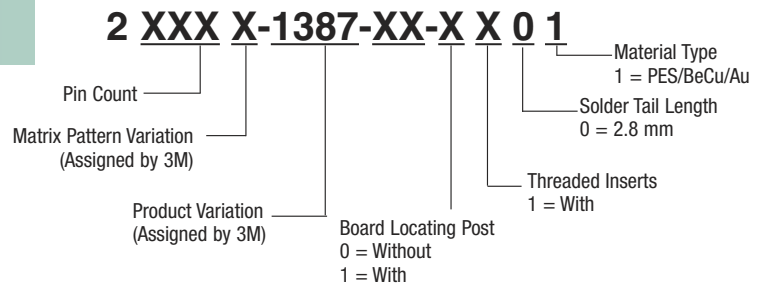 2 XXX X-1387-XX-X X 0 1
Material Type
1 = PES/BeCu/Au
Pin Count
Solder Tail Length
0 = 2.8 mm
Matrix Pattern Variation
(Assigned by 3M)
Threaded Inserts
1 = With
Product Variation
(Assigned by 3M)
Board Locating Post
0 = Without
1 = With